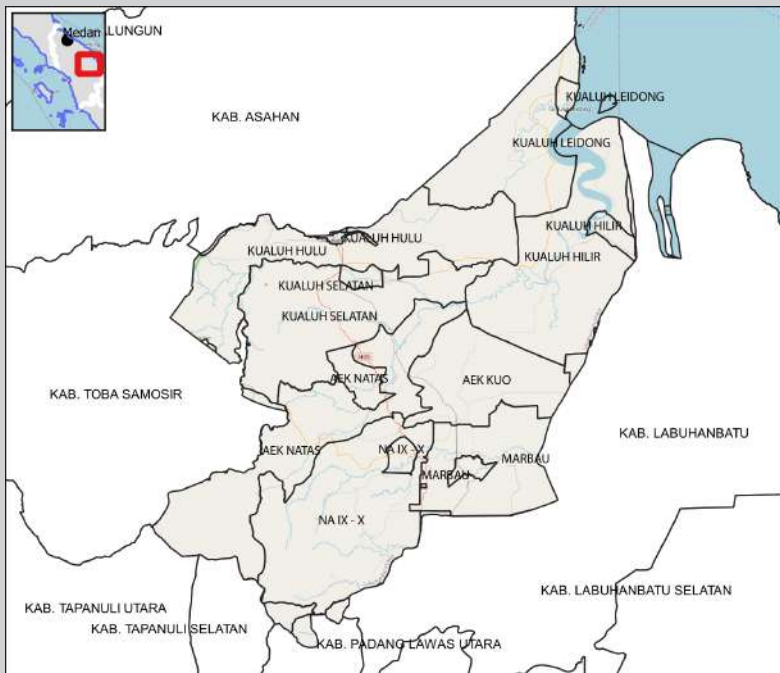 Medan
LUNGUN
KUALUH LEIDONG
KAB. ASAHAN
KUALUH LEIDONG
KUALUH HILIR
KUALUH HULU
KUALUH HULU
KUALUH HILIR
KUALUH SELATAN
KUALUH SELATAN
AEK NATAS
AEK KUO
KAB. TOBA SAMOSIR
KAB. LABUHANBATU
AEK NATAS
NA IX - X
MARBAU
MARBAU
NA IX - X
KAB. LABUHANBATU SELATAN
KAB. TAPANULI UTARA
KAB. TAPANULI SELATAN
KAB. PADANG LAWAS UTARA